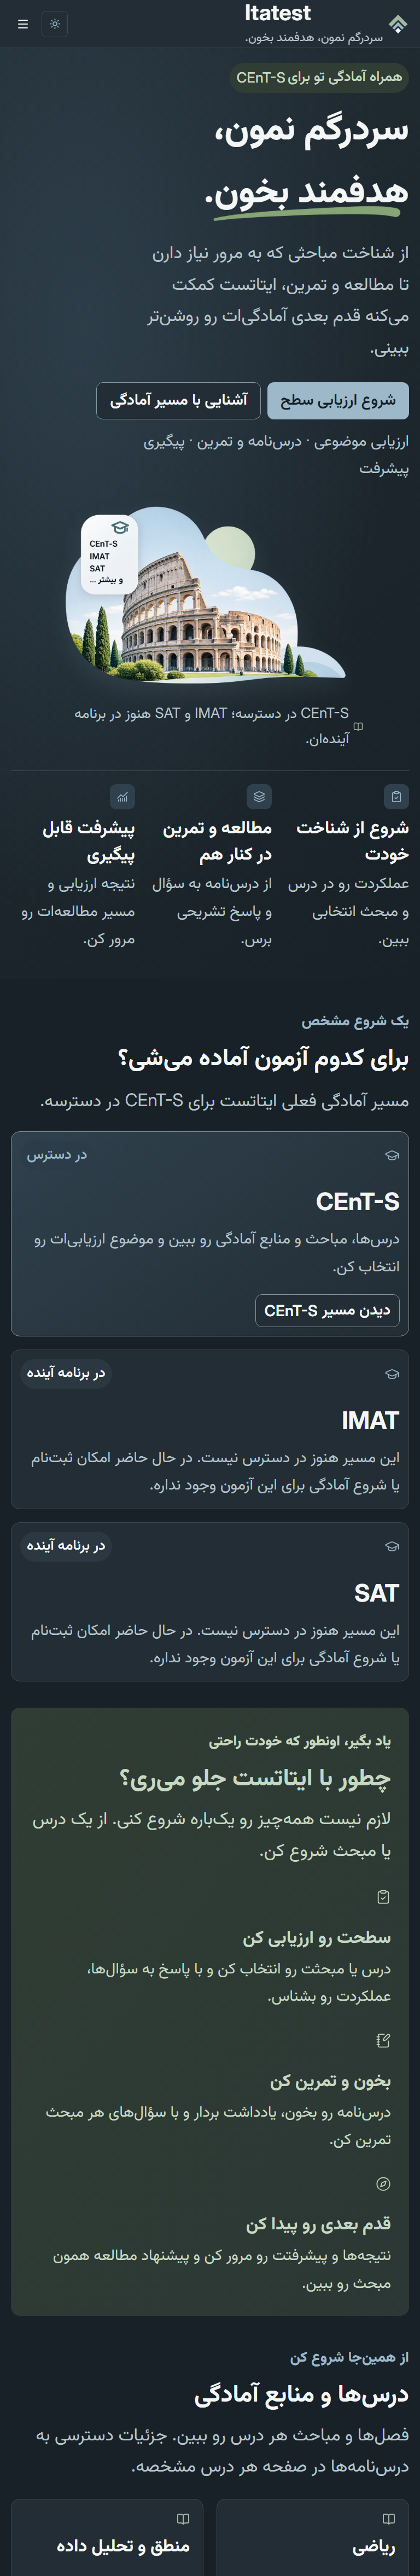 Itatest
سردرگم نمون، هدفمند بخون.
همراه آمادگی تو برای CEnT-S
سردرگم نمون،
هدفمند بخون.
از شناخت مباحثی که به مرور نیاز دارن
تا مطالعه و تمرین، ایتاتست کمکت
می‌کنه قدم بعدی آمادگی‌ات رو روشن‌تر
ببینی.
شروع ارزیابی سطح
آشنایی با مسیر آمادگی
ارزیابی موضوعی · درس‌نامه و تمرین · پیگیری
پیشرفت
CEnT-S
IMAT
SAT
و بیشتر ...
CEnT-S در دسترسه؛ IMAT و SAT هنوز در برنامه
آینده‌ان.
شروع از شناخت
خودت
عملکردت رو در درس
و مبحث انتخابی
ببین.
مطالعه و تمرین
در کنار هم
از درس‌نامه به سؤال
و پاسخ تشریحی
برس.
پیشرفت قابل
پیگیری
نتیجه ارزیابی و
مسیر مطالعه‌ات رو
مرور کن.
یک شروع مشخص
برای کدوم آزمون آماده می‌شی؟
مسیر آمادگی فعلی ایتاتست برای CEnT-S در دسترسه.
در دسترس
CEnT-S
درس‌ها، مباحث و منابع آمادگی رو ببین و موضوع ارزیابی‌ات رو
انتخاب کن.
دیدن مسیر CEnT-S
در برنامه آینده
IMAT
این مسیر هنوز در دسترس نیست. در حال حاضر امکان ثبت‌نام
یا شروع آمادگی برای این آزمون وجود نداره.
در برنامه آینده
SAT
این مسیر هنوز در دسترس نیست. در حال حاضر امکان ثبت‌نام
یا شروع آمادگی برای این آزمون وجود نداره.
یاد بگیر، اونطور که خودت راحتی
چطور با ایتاتست جلو می‌ری؟
لازم نیست همه‌چیز رو یک‌باره شروع کنی. از یک درس
یا مبحث شروع کن.
سطحت رو ارزیابی کن
درس یا مبحثت رو انتخاب کن و با پاسخ به سؤال‌ها،
عملکردت رو بشناس.
بخون و تمرین کن
درس‌نامه رو بخون، یادداشت بردار و با سؤال‌های هر مبحث
تمرین کن.
قدم بعدی رو پیدا کن
نتیجه‌ها و پیشرفتت رو مرور کن و پیشنهاد مطالعه همون
مبحث رو ببین.
از همین‌جا شروع کن
درس‌ها و منابع آمادگی
فصل‌ها و مباحث هر درس رو ببین. جزئیات دسترسی به
درس‌نامه‌ها در صفحه هر درس مشخصه.
ریاضی
منطق و تحلیل داده